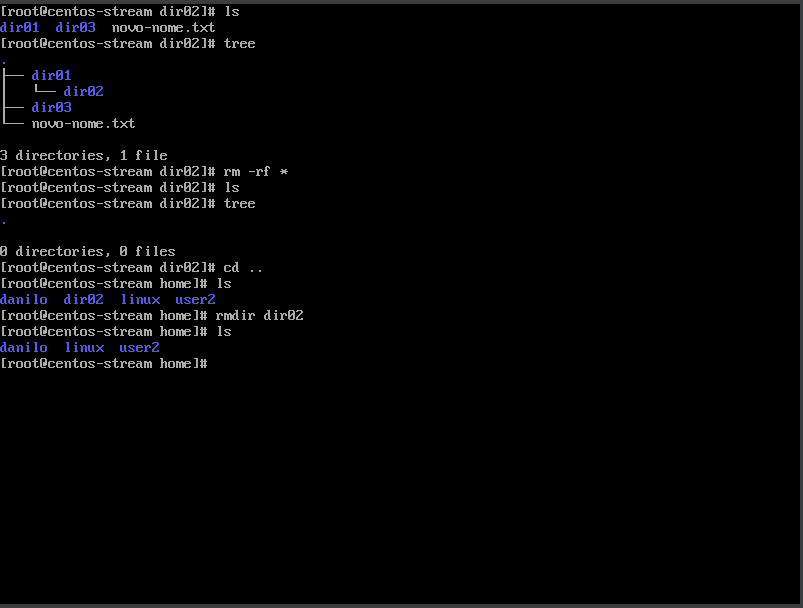 [root@centos-stream dir02]# ls
dir01  dir03  novo-nome.txt
[root@centos-stream dir02]# tree
.
├── dir01
│   └── dir02
├── dir03
└── novo-nome.txt

3 directories, 1 file
[root@centos-stream dir02]# rm -rf *
[root@centos-stream dir02]# ls
[root@centos-stream dir02]# tree
.

0 directories, 0 files
[root@centos-stream dir02]# cd ..
[root@centos-stream home]# ls
danilo  dir02  linux  user2
[root@centos-stream home]# rmdir dir02
[root@centos-stream home]# ls
danilo  linux  user2
[root@centos-stream home]#